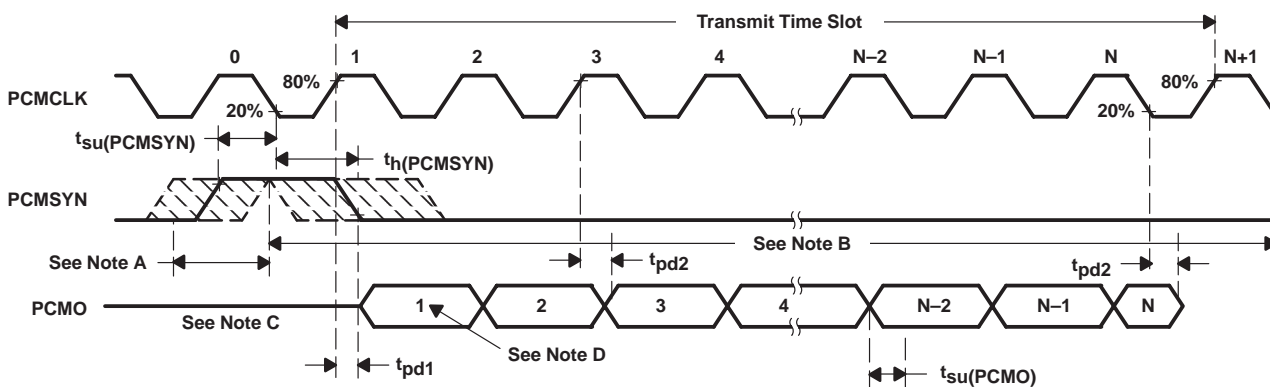 Transmit Time Slot
0 1 2 3 4 N–2 N–1 N N+1
PCMCLK
80% 80%
20% 20%
tsu(PCMSYN)
th(PCMSYN)
PCMSYN
See Note A
See Note B
tpd2
tpd2
PCMO
1 2 3 4 N–2 N–1 N
See Note C
See Note D
tpd1
tsu(PCMO)